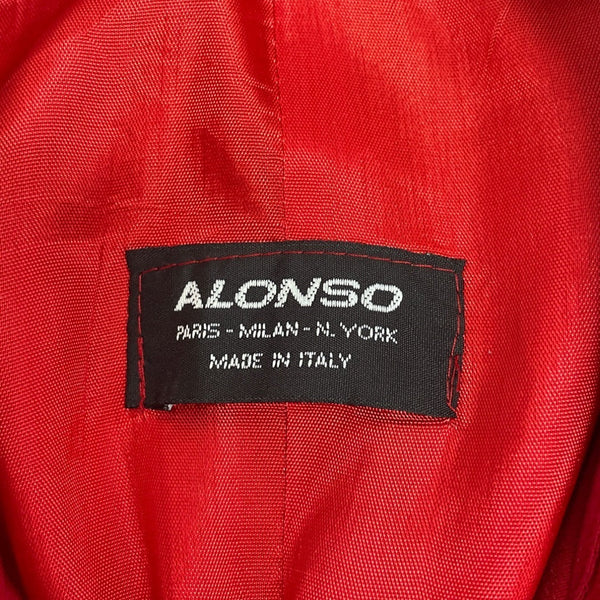 ALONSO
PARIS - MILAN - N. YORK
MADE IN ITALY